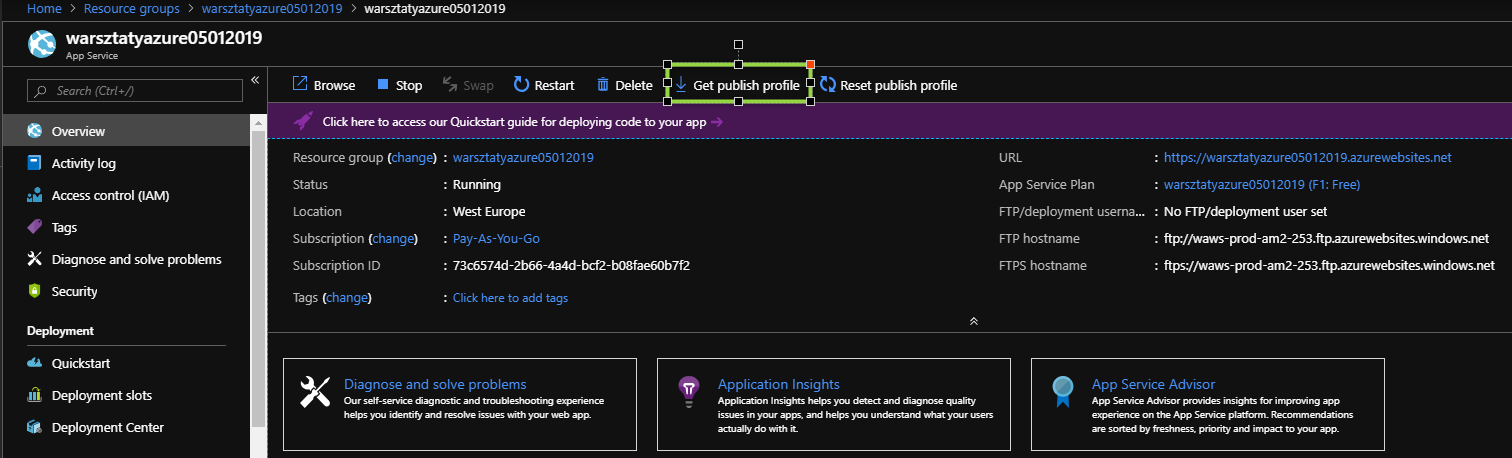 Home > Resource groups > warsztatyazure05012019 > warsztatyazure05012019
warsztatyazure05012019
App Service
Search (Ctrl+/)
«
Overview
Activity log
Access control (IAM)
Tags
Diagnose and solve problems
Security
Deployment
Quickstart
Deployment slots
Deployment Center
Browse Stop Swap Restart Delete Get publish profile Reset publish profile
Click here to access our Quickstart guide for deploying code to your app →
Resource group (change) : warsztatyazure05012019
Status : Running
Location : West Europe
Subscription (change) : Pay-As-You-Go
Subscription ID : 73c6574d-2b66-4a4d-bcf2-b08fae60b7f2
Tags (change) : Click here to add tags
URL : https://warsztatyazure05012019.azurewebsites.net
App Service Plan : warsztatyazure05012019 (F1: Free)
FTP/deployment userna... : No FTP/deployment user set
FTP hostname : ftp://waws-prod-am2-253.ftp.azurewebsites.windows.net
FTPS hostname : ftps://waws-prod-am2-253.ftp.azurewebsites.windows.net
Diagnose and solve problems
Our self-service diagnostic and troubleshooting experience
helps you identify and resolve issues with your web app.
Application Insights
Application Insights helps you detect and diagnose quality
issues in your apps, and helps you understand what your users
actually do with it.
App Service Advisor
App Service Advisor provides insights for improving app
experience on the App Service platform. Recommendations
are sorted by freshness, priority and impact to your app.